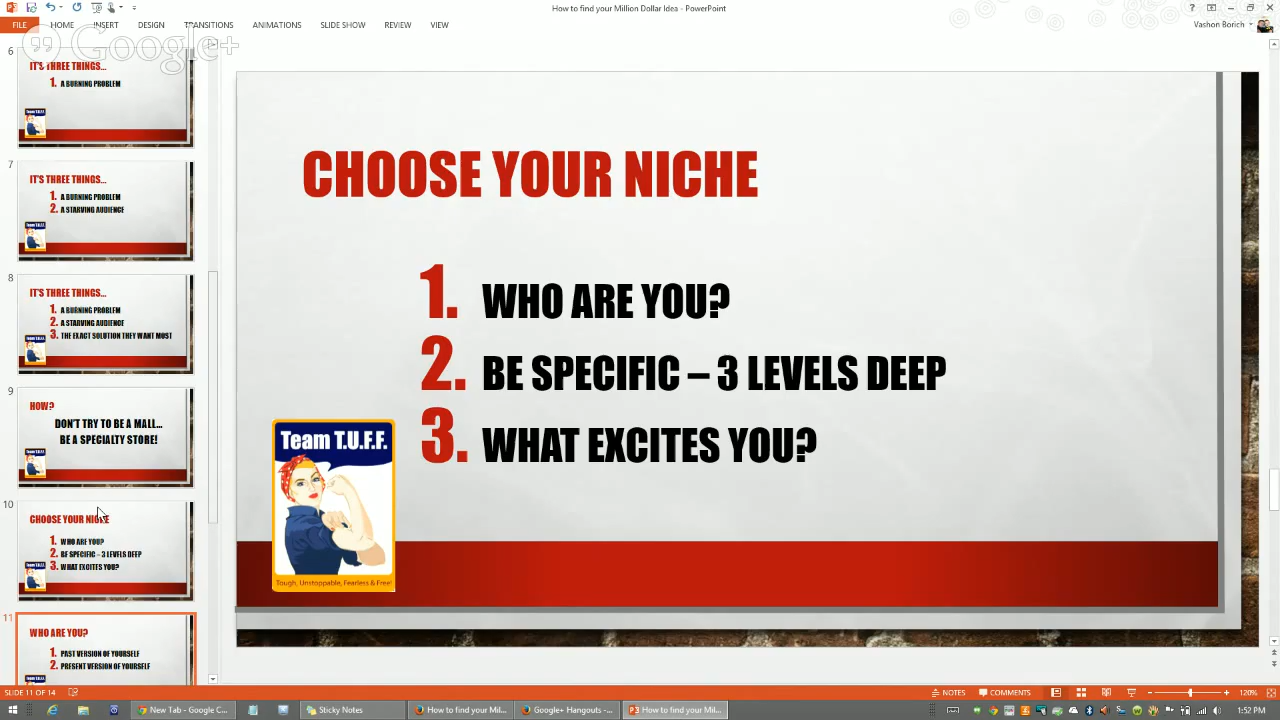 How to find your Million Dollar Idea - PowerPoint
FILE HOME INSERT DESIGN TRANSITIONS ANIMATIONS SLIDE SHOW REVIEW VIEW
Vashon Borich
Google+
6
IT'S THREE THINGS...
1. A BURNING PROBLEM
7
IT'S THREE THINGS...
1. A BURNING PROBLEM
2. A STARVING AUDIENCE
8
IT'S THREE THINGS...
1. A BURNING PROBLEM
2. A STARVING AUDIENCE
3. THE EXACT SOLUTION THEY WANT MOST
9
HOW?
DON'T TRY TO BE A MALL...
BE A SPECIALTY STORE!
10
CHOOSE YOUR NICHE
1. WHO ARE YOU?
2. BE SPECIFIC – 3 LEVELS DEEP
3. WHAT EXCITES YOU?
11
WHO ARE YOU?
1. PAST VERSION OF YOURSELF
2. PRESENT VERSION OF YOURSELF
CHOOSE YOUR NICHE
1. WHO ARE YOU?
2. BE SPECIFIC – 3 LEVELS DEEP
3. WHAT EXCITES YOU?
Team T.U.F.F.
Tough, Unstoppable, Fearless & Free!
SLIDE 11 OF 14
NOTES COMMENTS 120%
New Tab - Google C...
Sticky Notes
How to find your Mil...
Google+ Hangouts -...
How to find your Mil...
1:52 PM